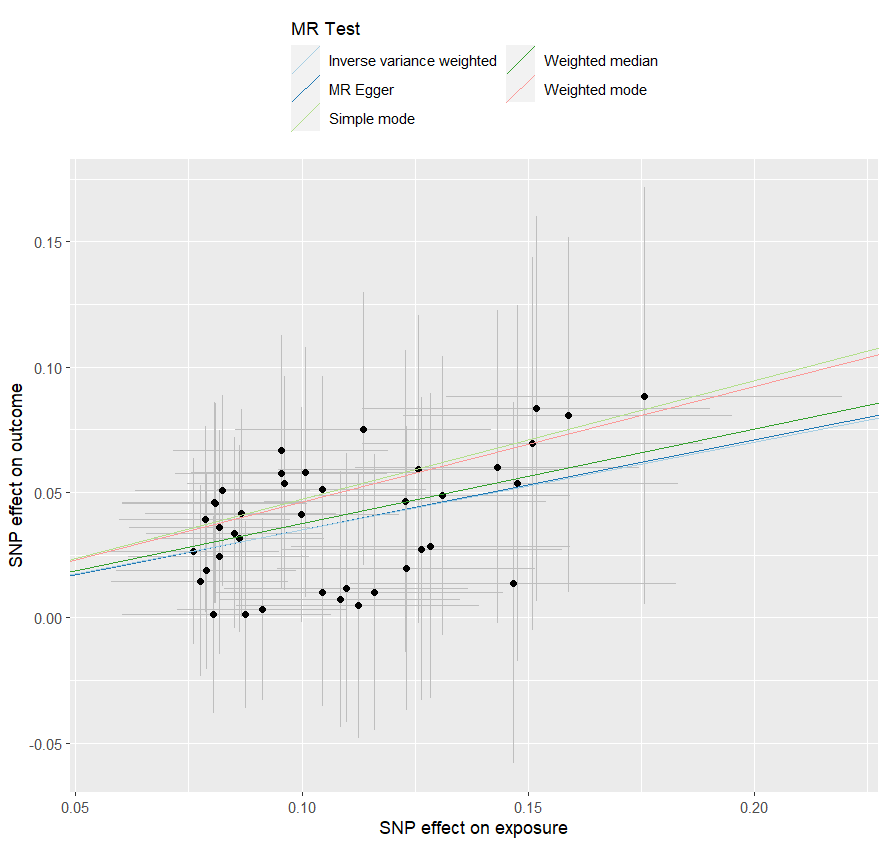 MR Test
Inverse variance weighted
Weighted median
MR Egger
Weighted mode
Simple mode
SNP effect on outcome
0.15
0.10
0.05
0.00
-0.05
0.05
0.10
0.15
0.20
SNP effect on exposure